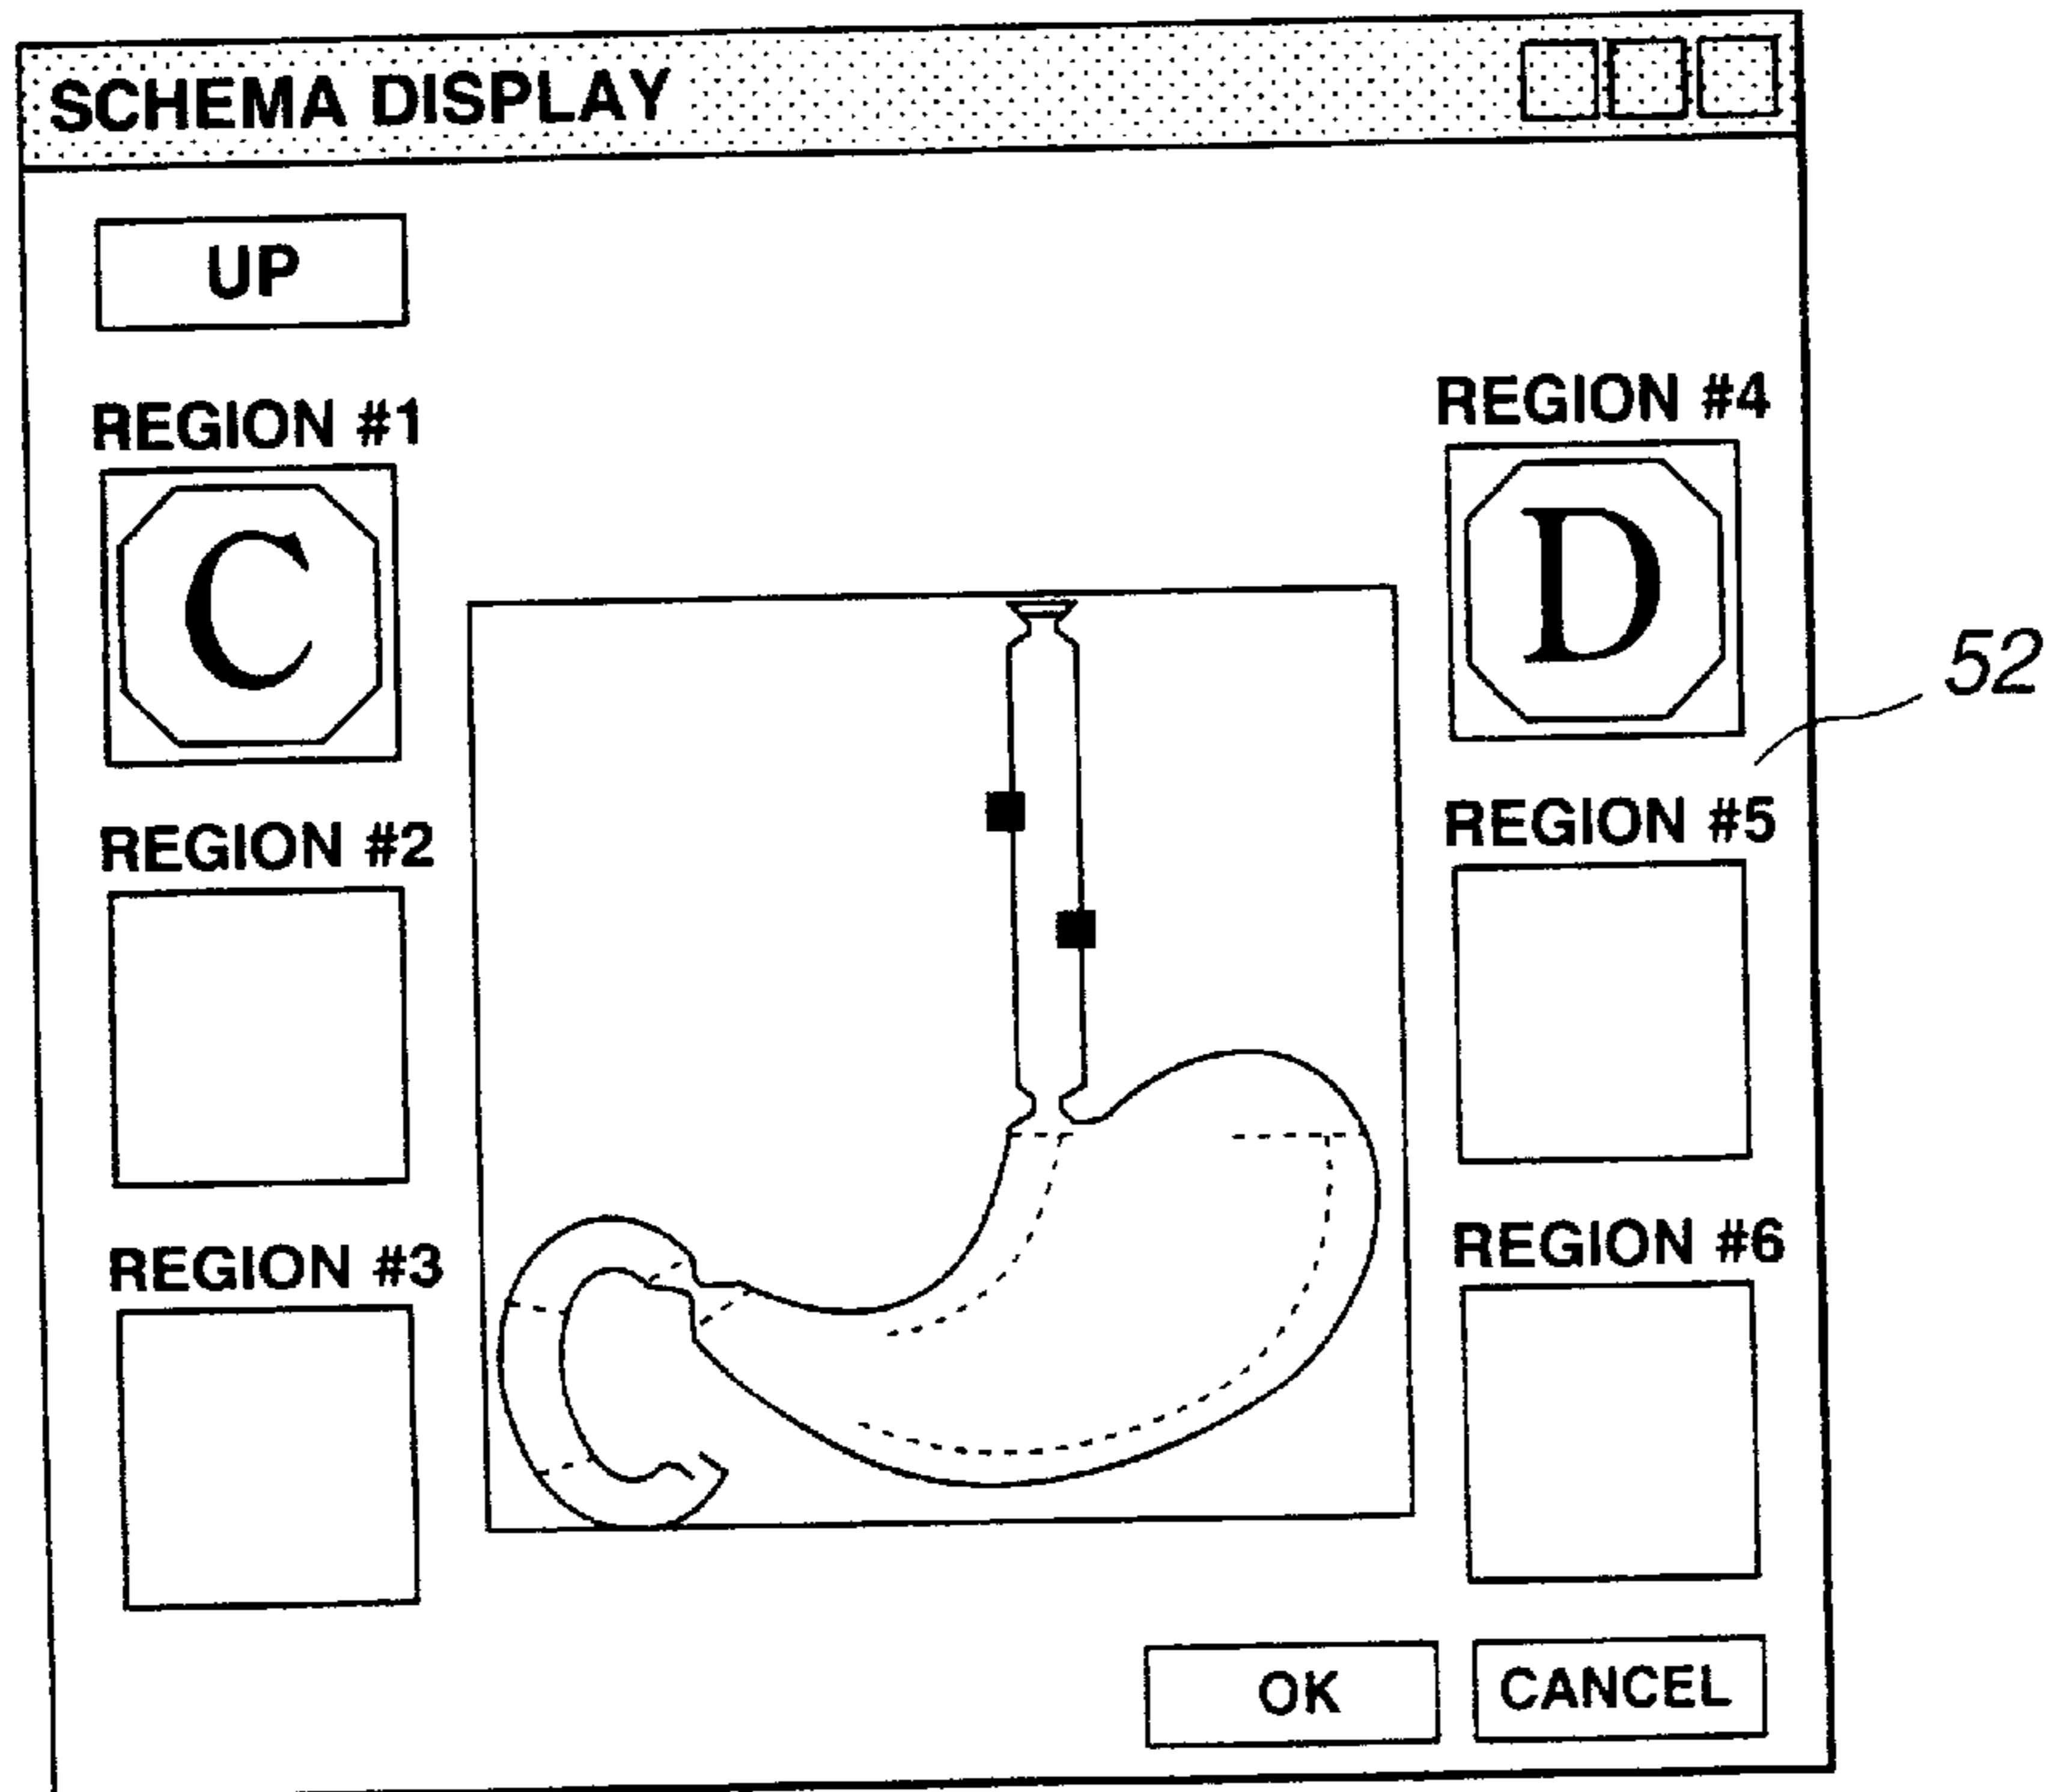 SCHEMA DISPLAY
UP
REGION #1
C
REGION #2
REGION #3
REGION #4
D
52
REGION #5
REGION #6
OK
CANCEL